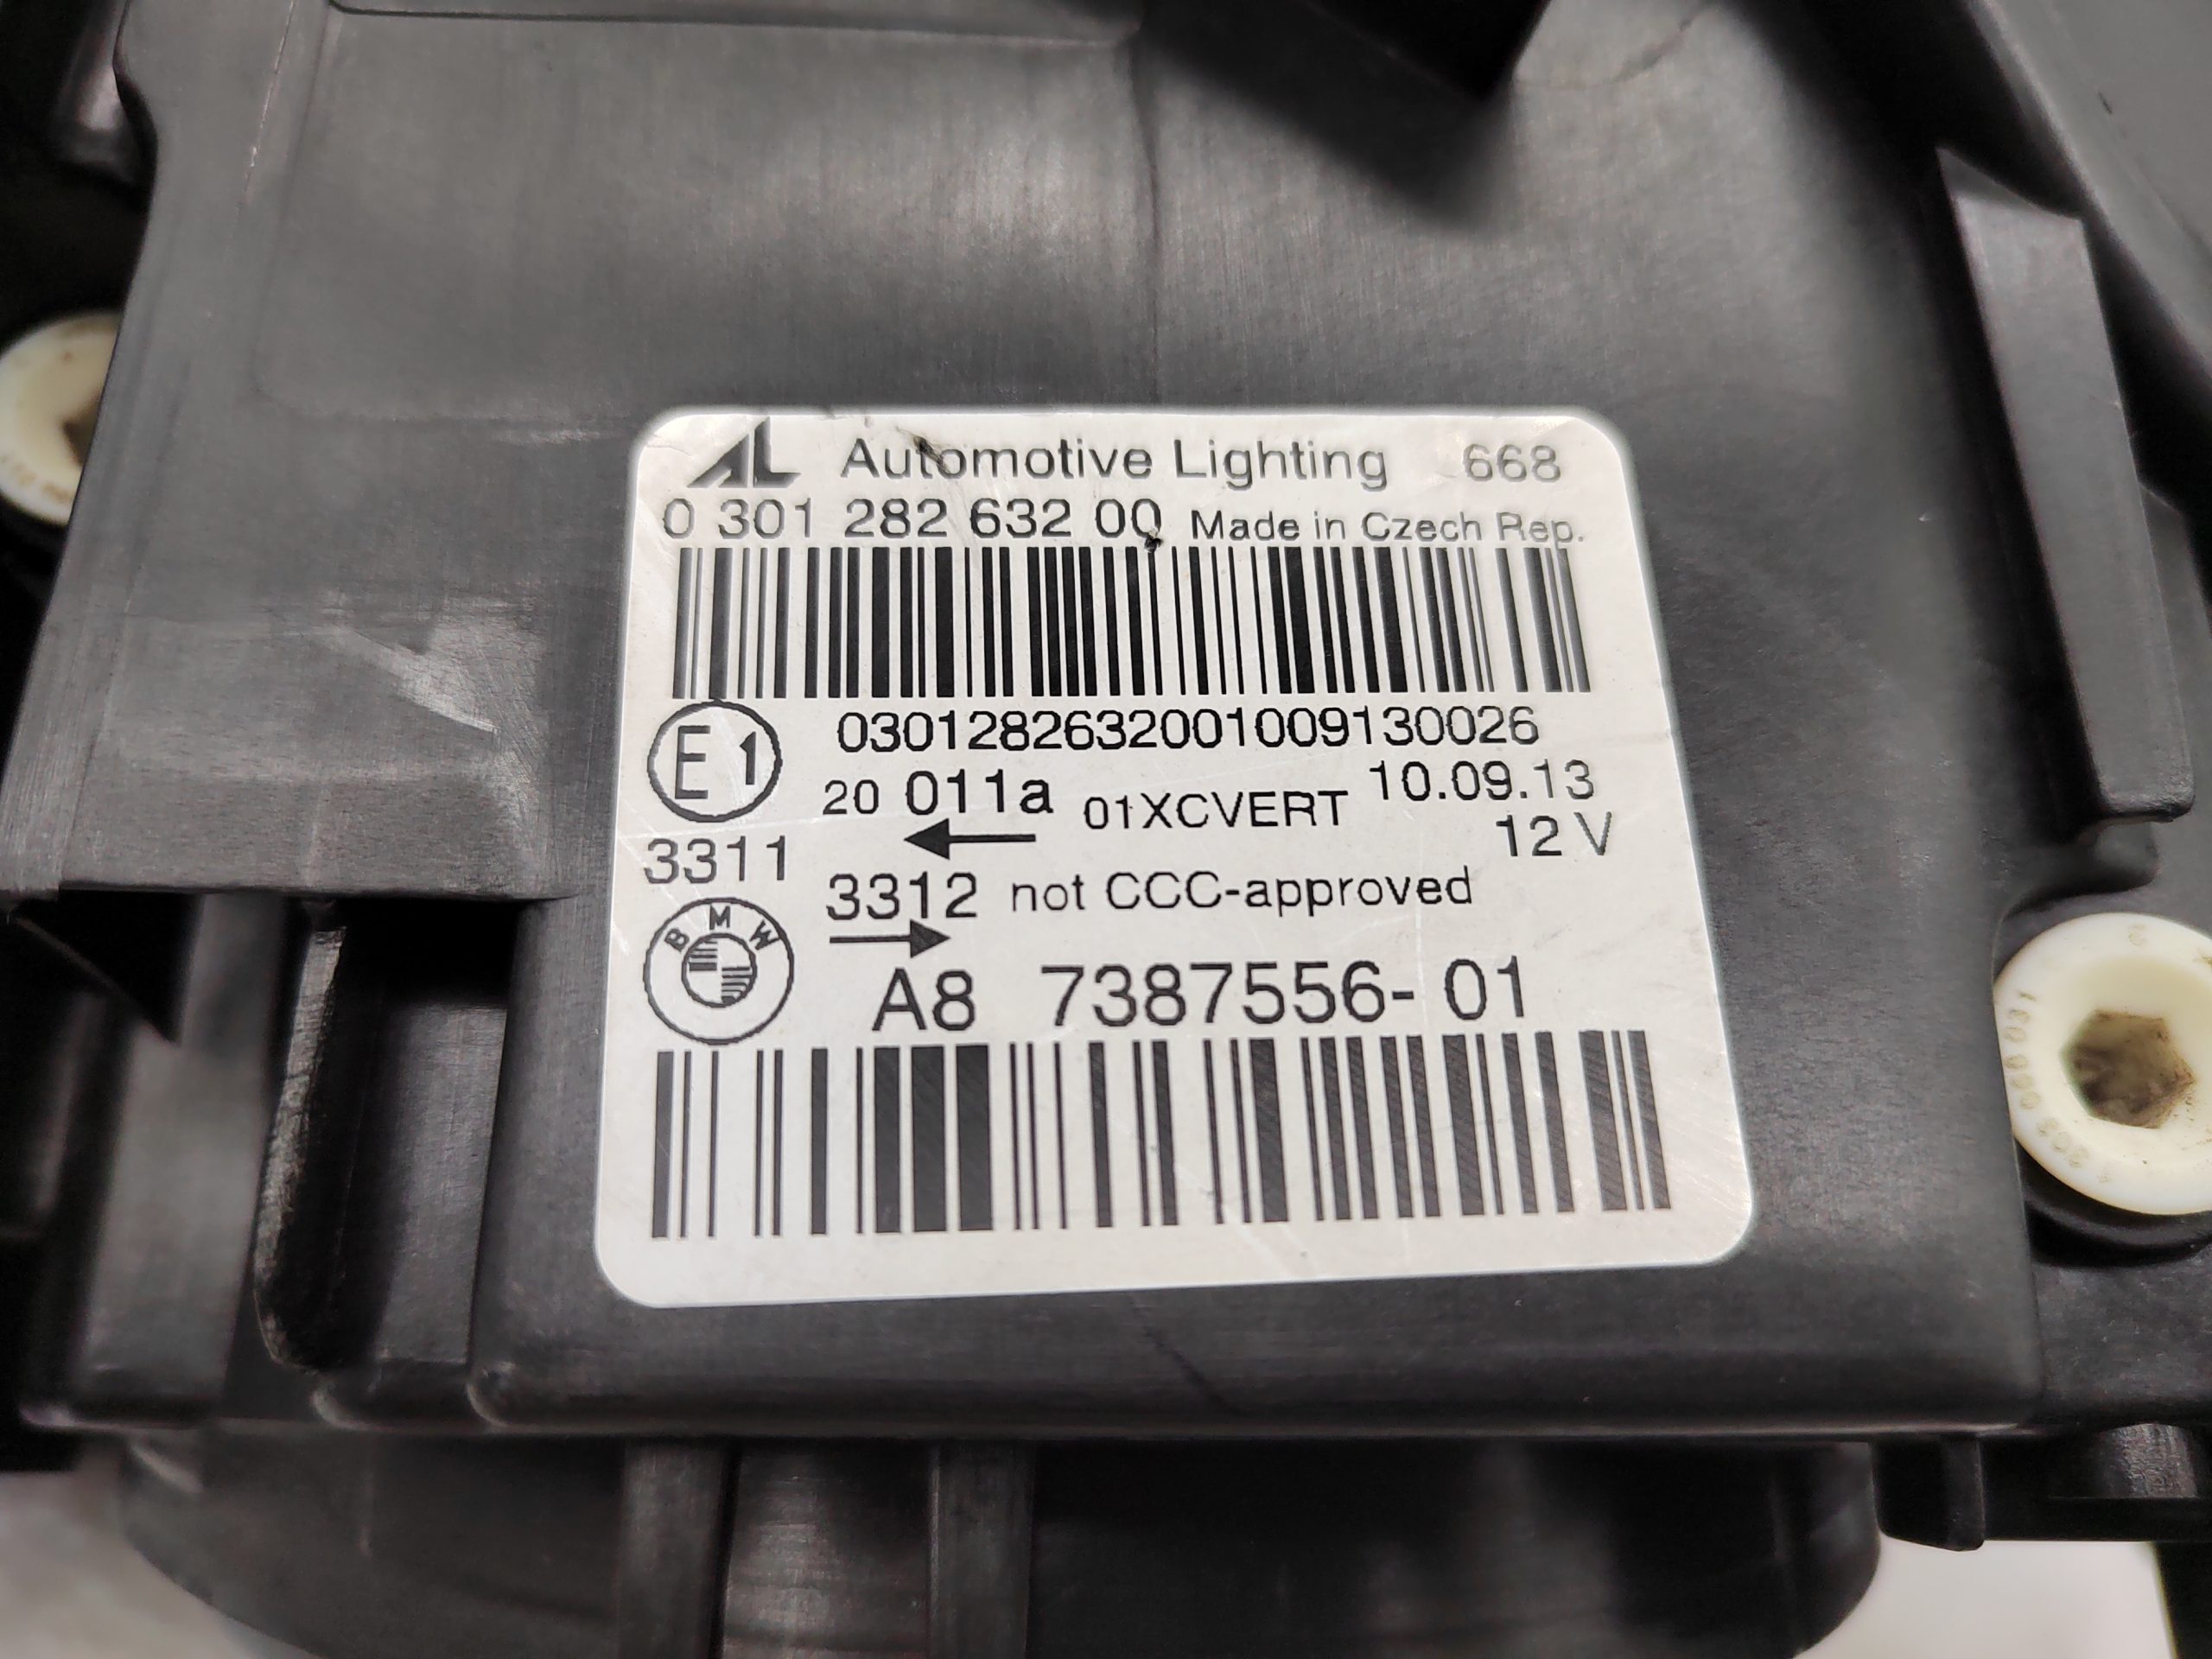 AL Automotive Lighting 668
0 301 282 632 00 Made in Czech Rep.
0301282632001009130026
E1 20 011a 01XCVERT 10.09.13
12 V
3311 3312 not CCC-approved
BMW
A8 7387556-01